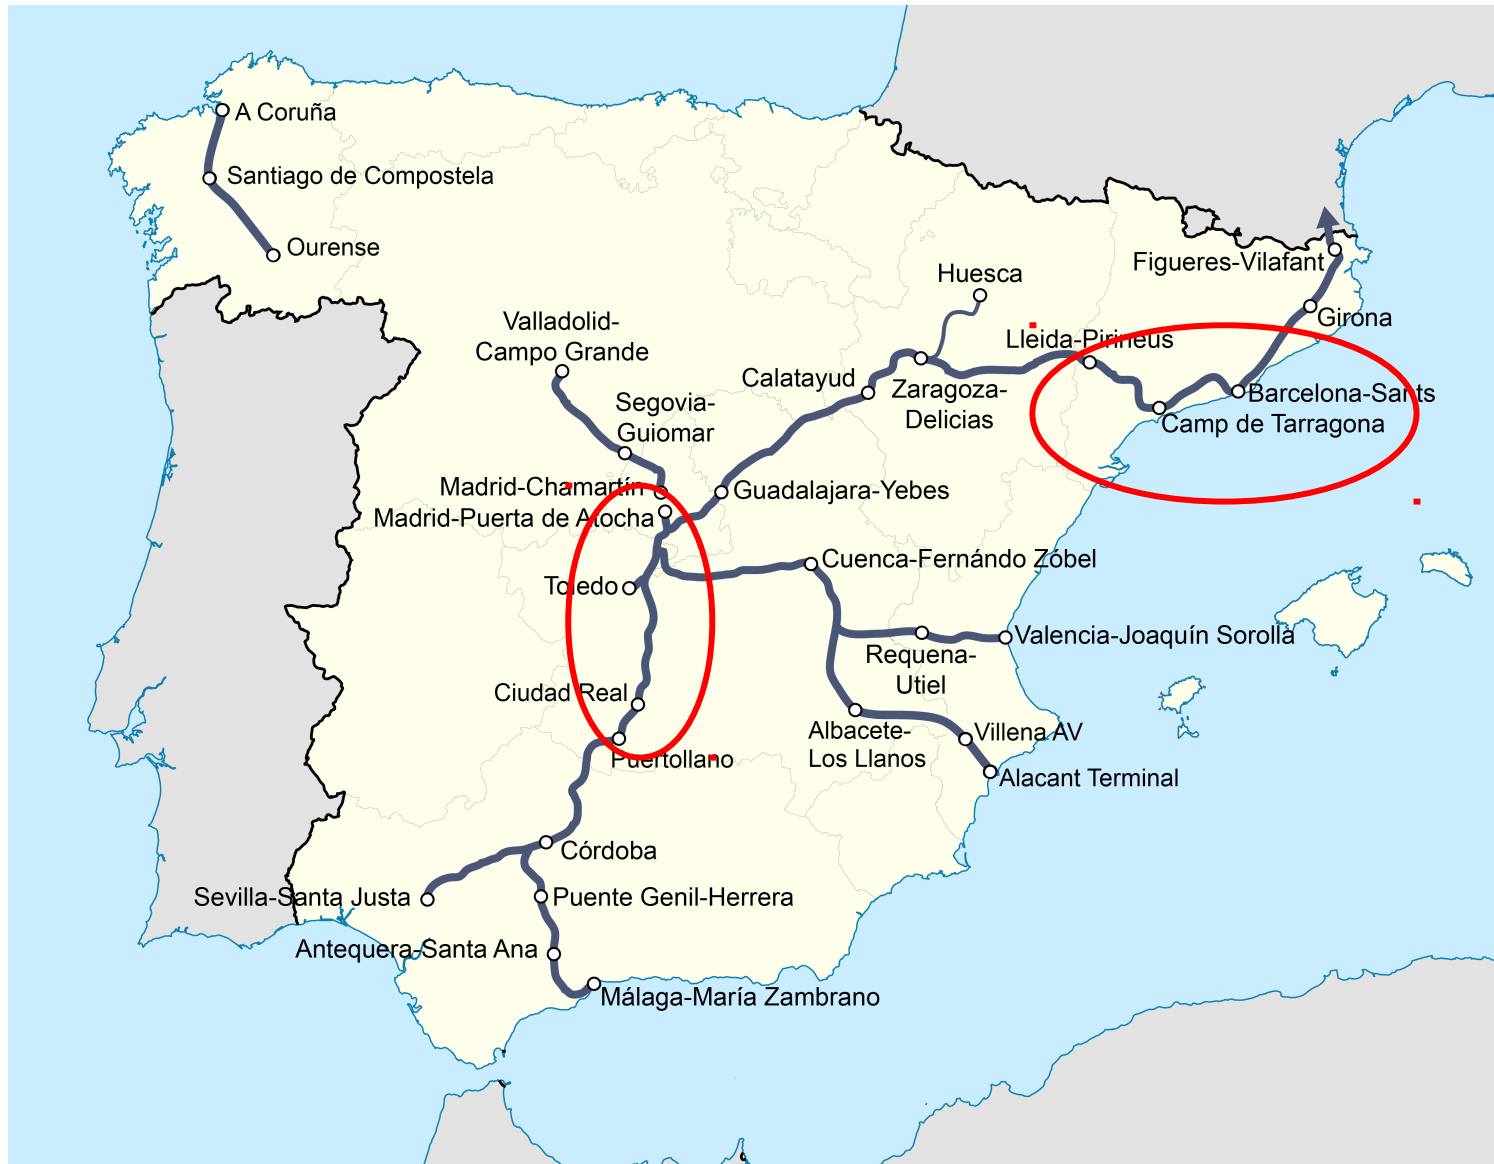 A Coruña
Santiago de Compostela
Ourense
Huesca
Figueres-Vilafant
Girona
Valladolid-
Campo Grande
Lleida-Pirineus
Calatayud
Zaragoza-
Delicias
Barcelona-Sants
Camp de Tarragona
Segovia-
Guiomar
Madrid-Chamartín
Guadalajara-Yebes
Madrid-Puerta de Atocha
Toledo
Cuenca-Fernándo Zóbel
Valencia-Joaquín Sorolla
Requena-
Utiel
Ciudad Real
Puertollano
Albacete-
Los Llanos
Villena AV
Alacant Terminal
Córdoba
Sevilla-Santa Justa
Puente Genil-Herrera
Antequera-Santa Ana
Málaga-María Zambrano